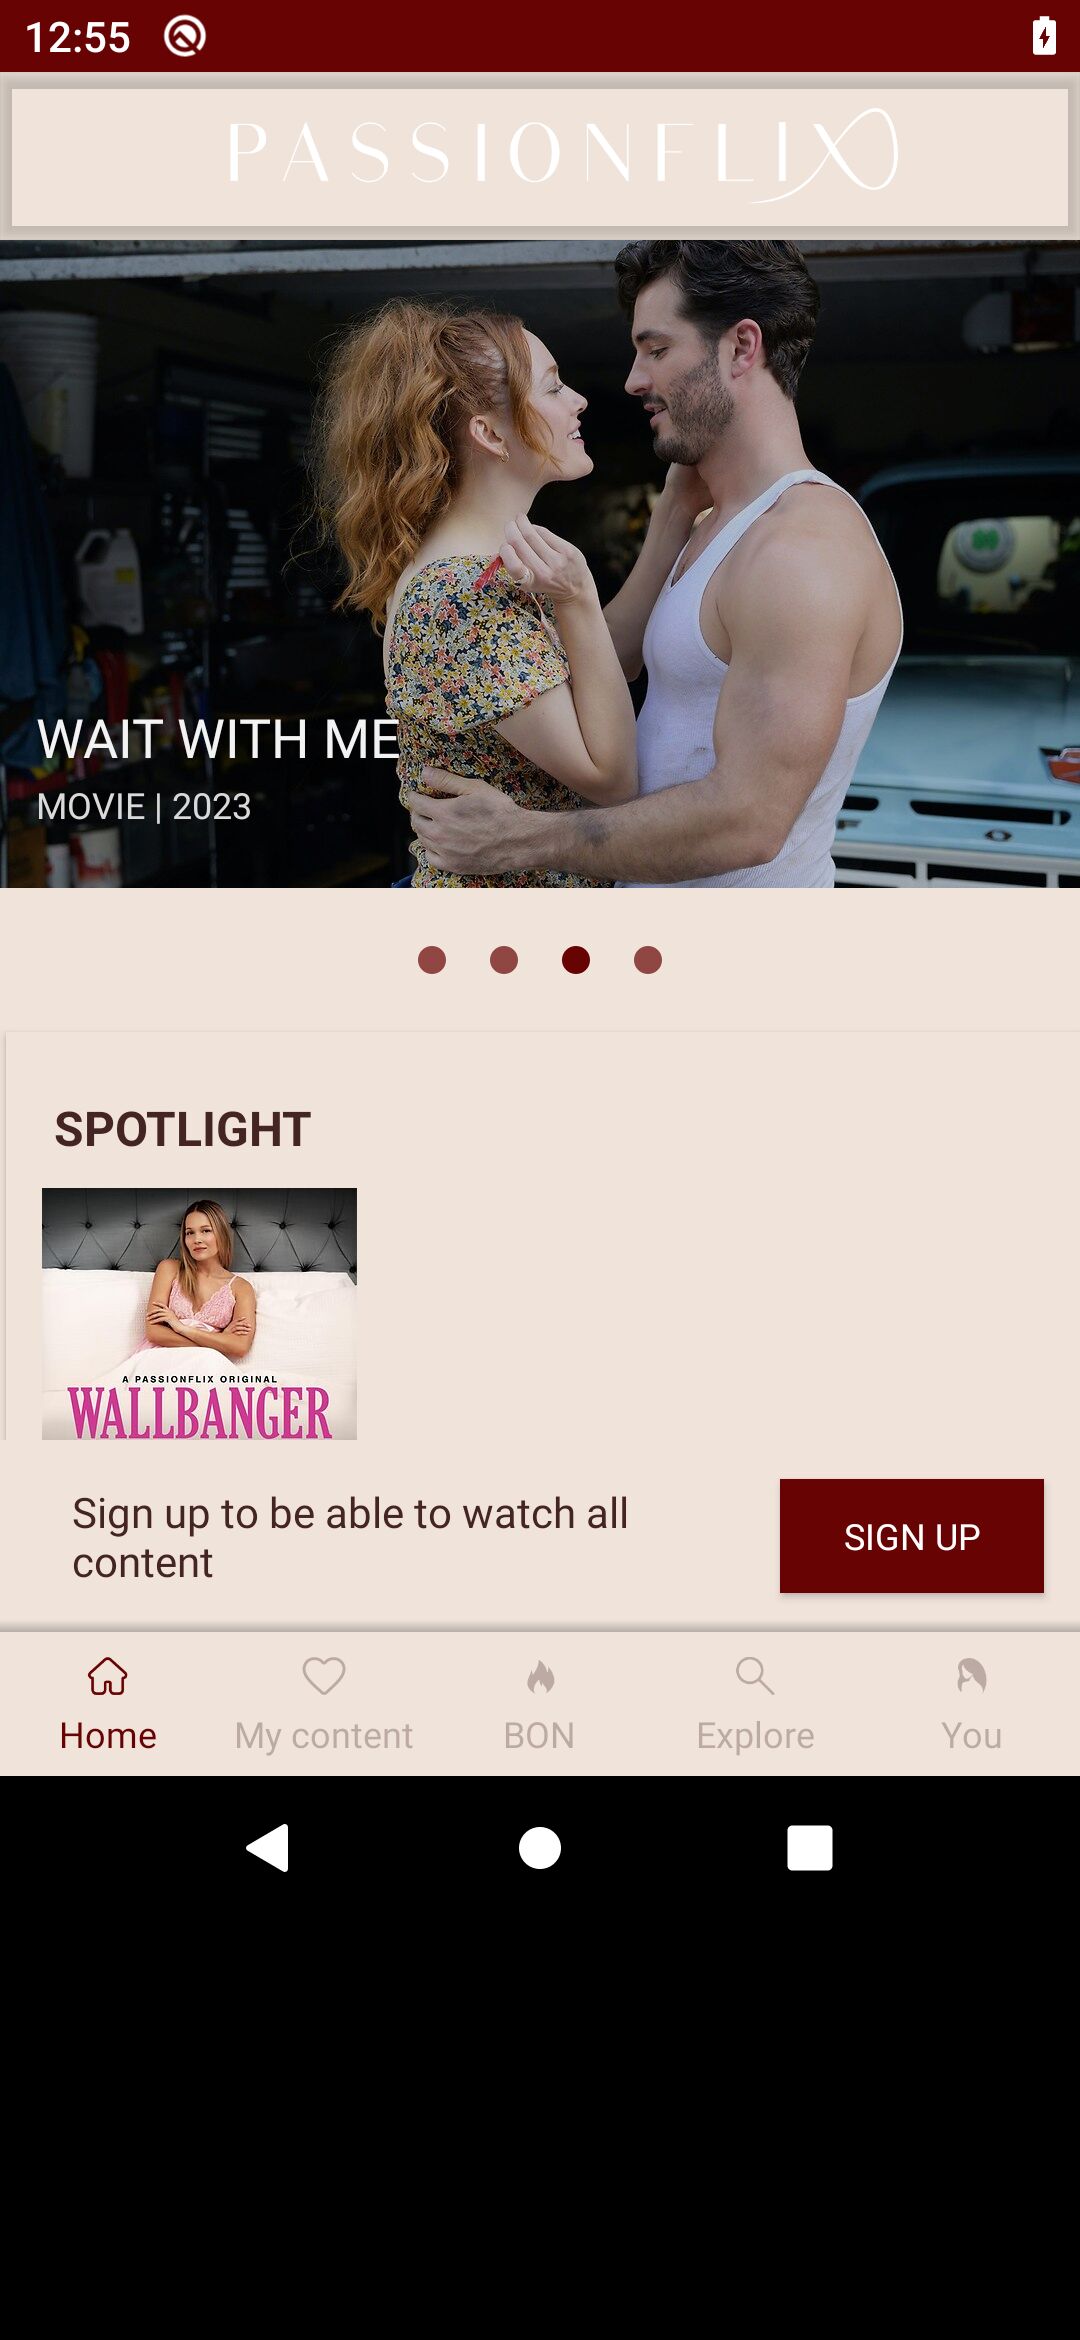 12:55
PASSIONFLIX
WAIT WITH ME
MOVIE | 2023
SPOTLIGHT
A PASSIONFLIX ORIGINAL
WALLBANGER
Sign up to be able to watch all
content
SIGN UP
Home
My content
BON
Explore
You